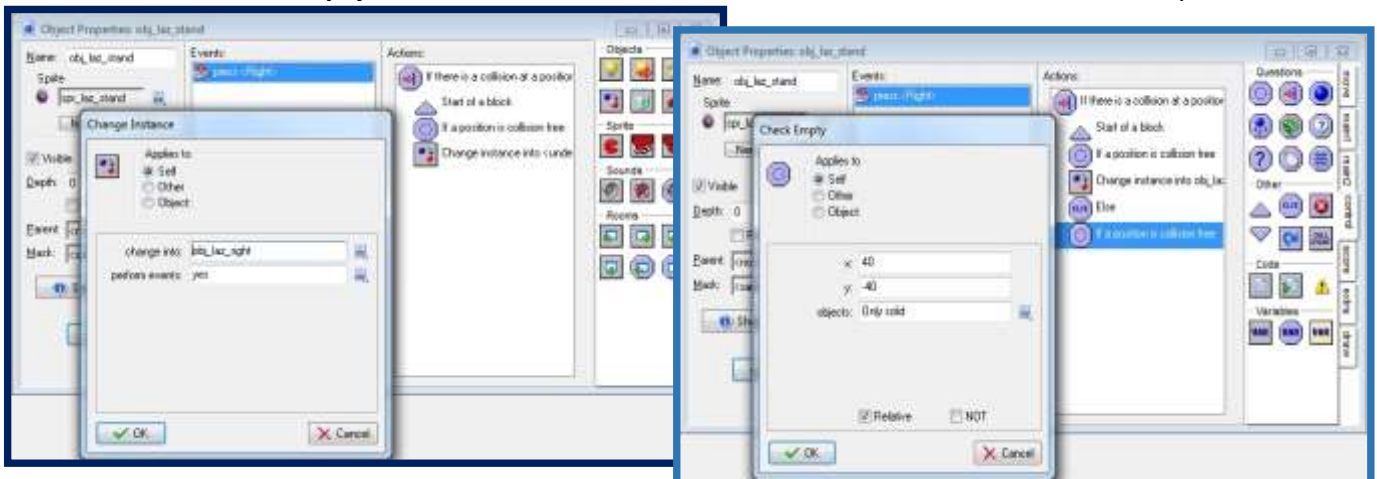 Object Properties: obj_laz_stand
Name: obj_laz_stand
Sprite
spr_laz_stand
Events:
press <Right>
Actions:
If there is a collision at a position
Start of a block
If a position is collision free
Change instance into <unde
Objects
Sprite
Sounds
Rooms
Visible
Depth: 0
Parent
Mask:
Change Instance
Applies to
Self
Other
Object
change into: obj_laz_right
perform events: yes
OK
Cancel
Object Properties: obj_laz_stand
Name: obj_laz_stand
Sprite
Events:
press <Right>
Actions:
If there is a collision at a position
Start of a block
If a position is collision free
Change instance into obj_laz
Else
If a position is collision free
Questions
Other
Code
Variables
VAR
VAR
VAR
move
main1
main2
control
score
extra
draw
Visible
Depth: 0
Parent
Mask:
Check Empty
Applies to
Self
Other
Object
x: 40
y: -40
objects: Only solid
Relative
NOT
OK
Cancel